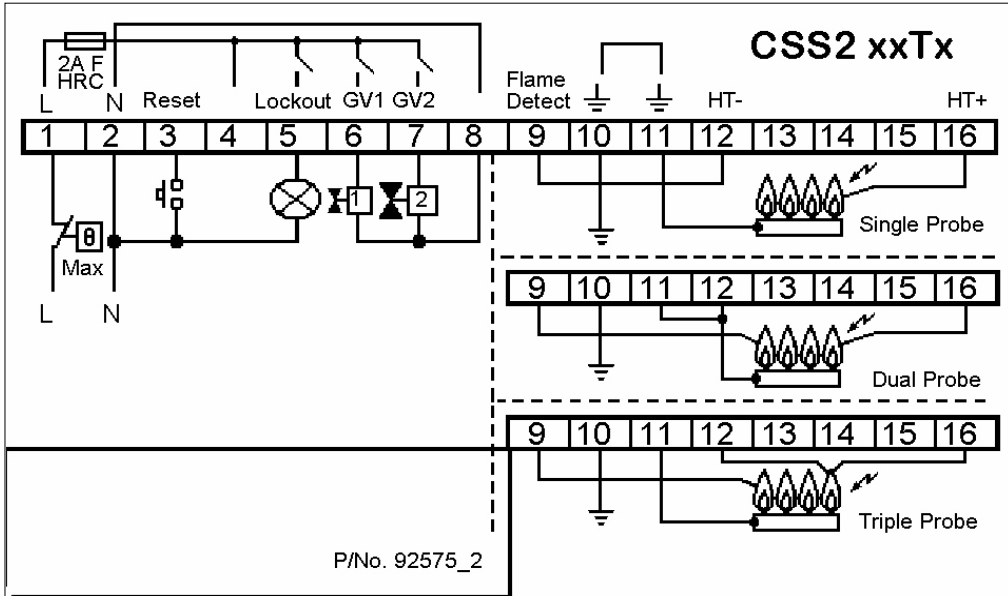 CSS2 xxTx
2A F
HRC
L N Reset Lockout GV1 GV2 Flame
Detect HT- HT+
1 2 3 4 5 6 7 8 9 10 11 12 13 14 15 16
1 2
θ
Max
Single Probe
L N
9 10 11 12 13 14 15 16
Dual Probe
9 10 11 12 13 14 15 16
Triple Probe
P/No. 92575_2